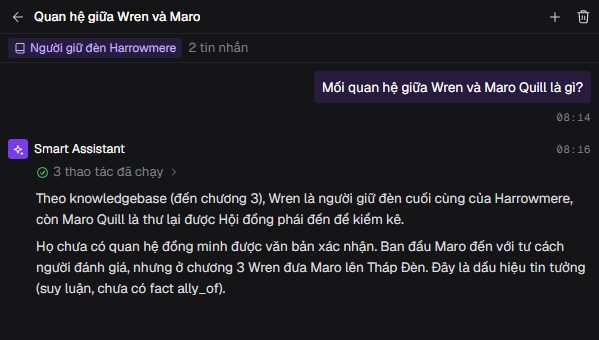 Quan hệ giữa Wren và Maro
Người giữ đèn Harrowmere 2 tin nhắn
Mối quan hệ giữa Wren và Maro Quill là gì?
08:14
Smart Assistant 08:16
3 thao tác đã chạy
Theo knowledgebase (đến chương 3), Wren là người giữ đèn cuối cùng của Harrowmere,
còn Maro Quill là thư lại được Hội đồng phái đến để kiểm kê.
Họ chưa có quan hệ đồng minh được văn bản xác nhận. Ban đầu Maro đến với tư cách
người đánh giá, nhưng ở chương 3 Wren đưa Maro lên Tháp Đèn. Đây là dấu hiệu tin tưởng
(suy luận, chưa có fact ally_of).